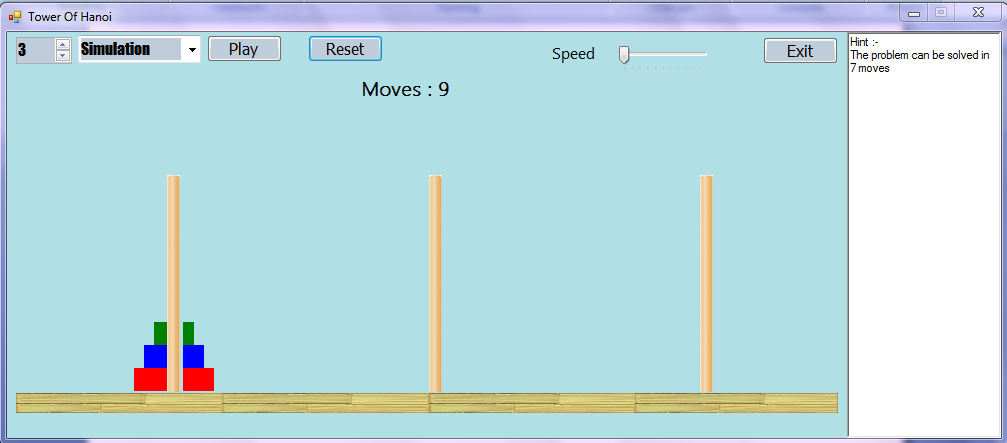 Tower Of Hanoi
3
Simulation
Play
Reset
Speed
Exit
Moves : 9
Hint :-
The problem can be solved in
7 moves